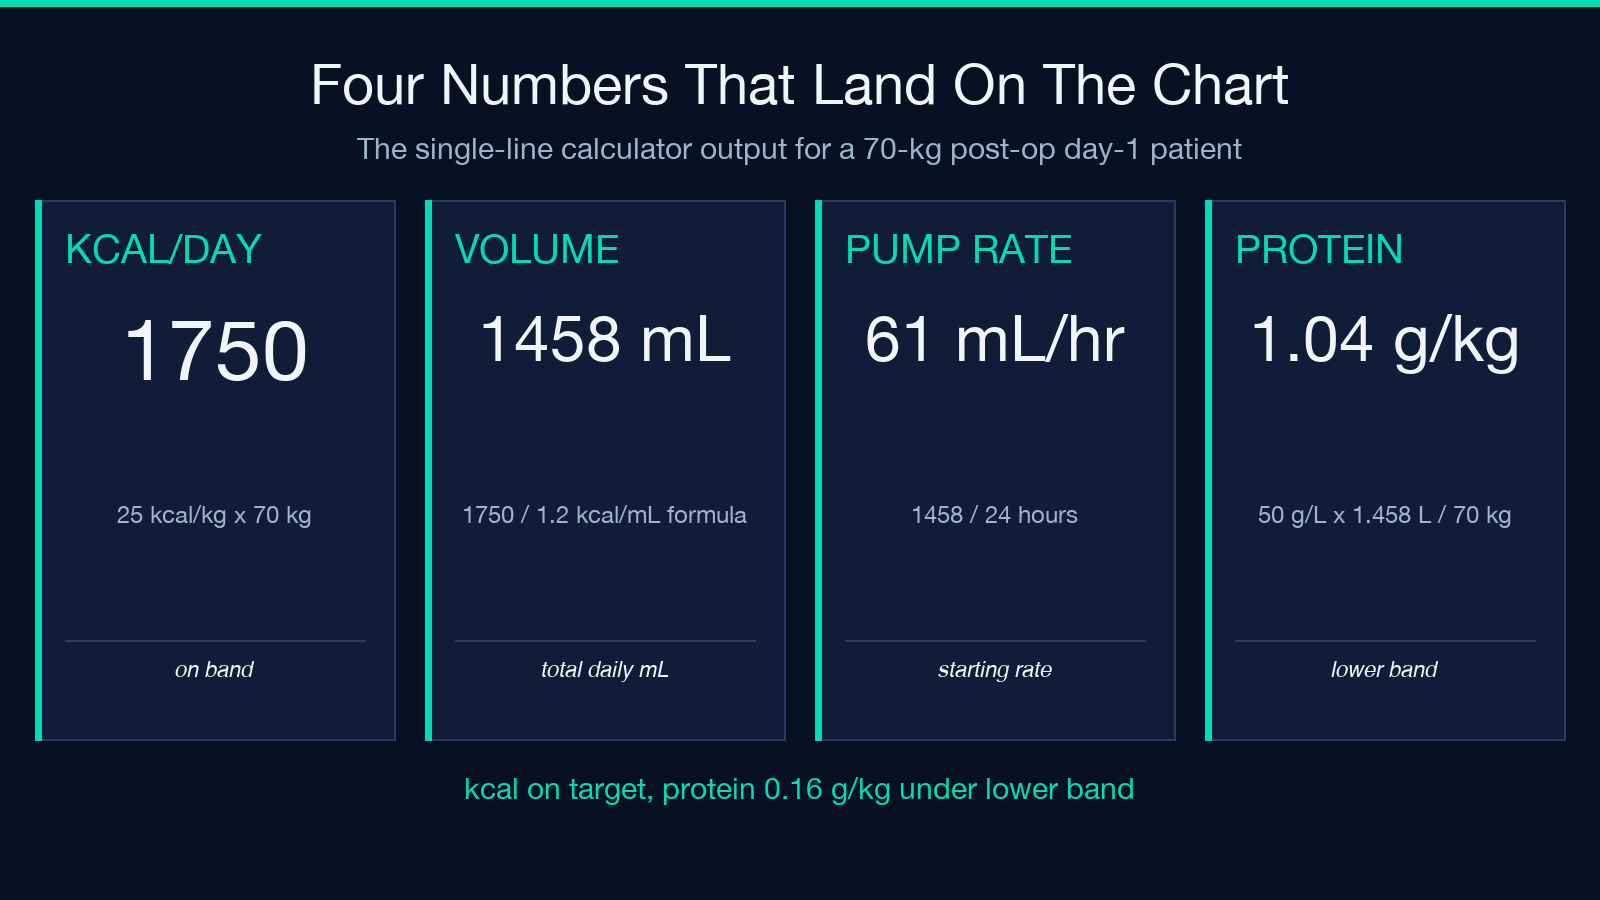 Four Numbers That Land On The Chart
The single-line calculator output for a 70-kg post-op day-1 patient
KCAL/DAY
1750
25 kcal/kg x 70 kg
on band
VOLUME
1458 mL
1750 / 1.2 kcal/mL formula
total daily mL
PUMP RATE
61 mL/hr
1458 / 24 hours
starting rate
PROTEIN
1.04 g/kg
50 g/L x 1.458 L / 70 kg
lower band
kcal on target, protein 0.16 g/kg under lower band